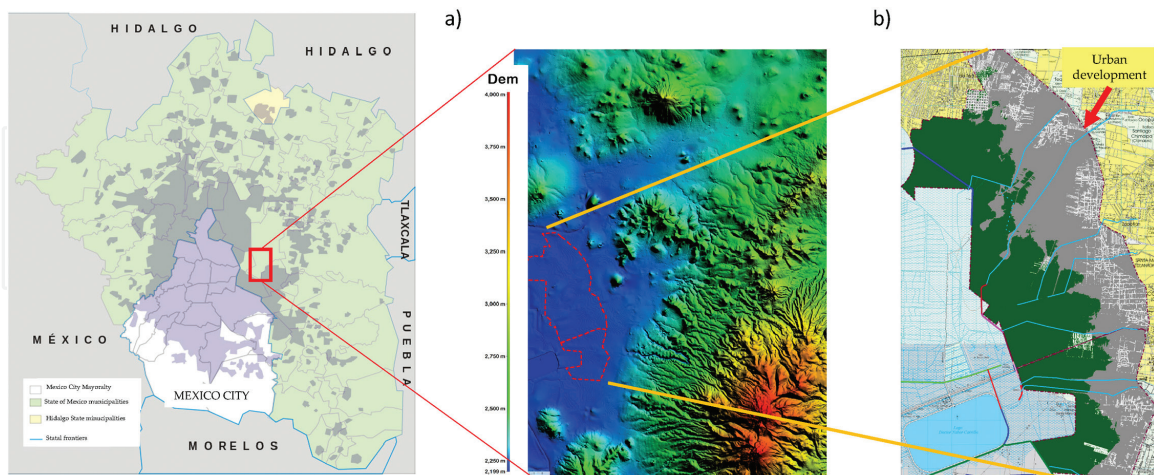 a)
b)
HIDALGO
HIDALGO
TLAXCALA
PUEBLA
MÉXICO
MEXICO CITY
MORELOS
Mexico City Mayoralty
State of Mexico municipalities
Hidalgo State misucipalities
Statal frontiers
Dem
4,000 m
3,750 m
3,500 m
3,250 m
3,000 m
2,750 m
2,500 m
2,250 m
2,199 m
Urban
development